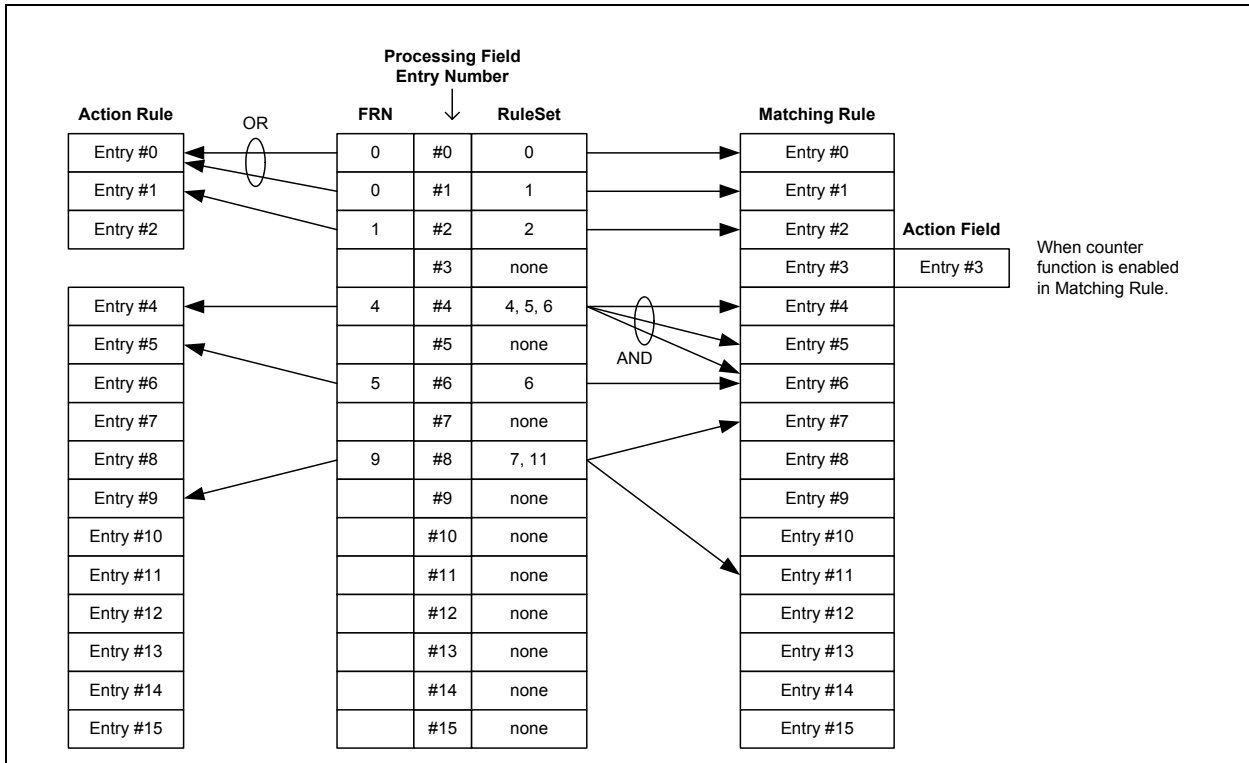 Processing Field
Entry Number
Action Rule OR FRN RuleSet Matching Rule
Entry #0 0 #0 0 Entry #0
Entry #1 0 #1 1 Entry #1
Entry #2 1 #2 2 Entry #2 Action Field
#3 none Entry #3 Entry #3
When counter
function is enabled
in Matching Rule.
Entry #4 4 #4 4, 5, 6 Entry #4
Entry #5 #5 none AND Entry #5
Entry #6 5 #6 6 Entry #6
Entry #7 #7 none Entry #7
Entry #8 9 #8 7, 11 Entry #8
Entry #9 #9 none Entry #9
Entry #10 #10 none Entry #10
Entry #11 #11 none Entry #11
Entry #12 #12 none Entry #12
Entry #13 #13 none Entry #13
Entry #14 #14 none Entry #14
Entry #15 #15 none Entry #15